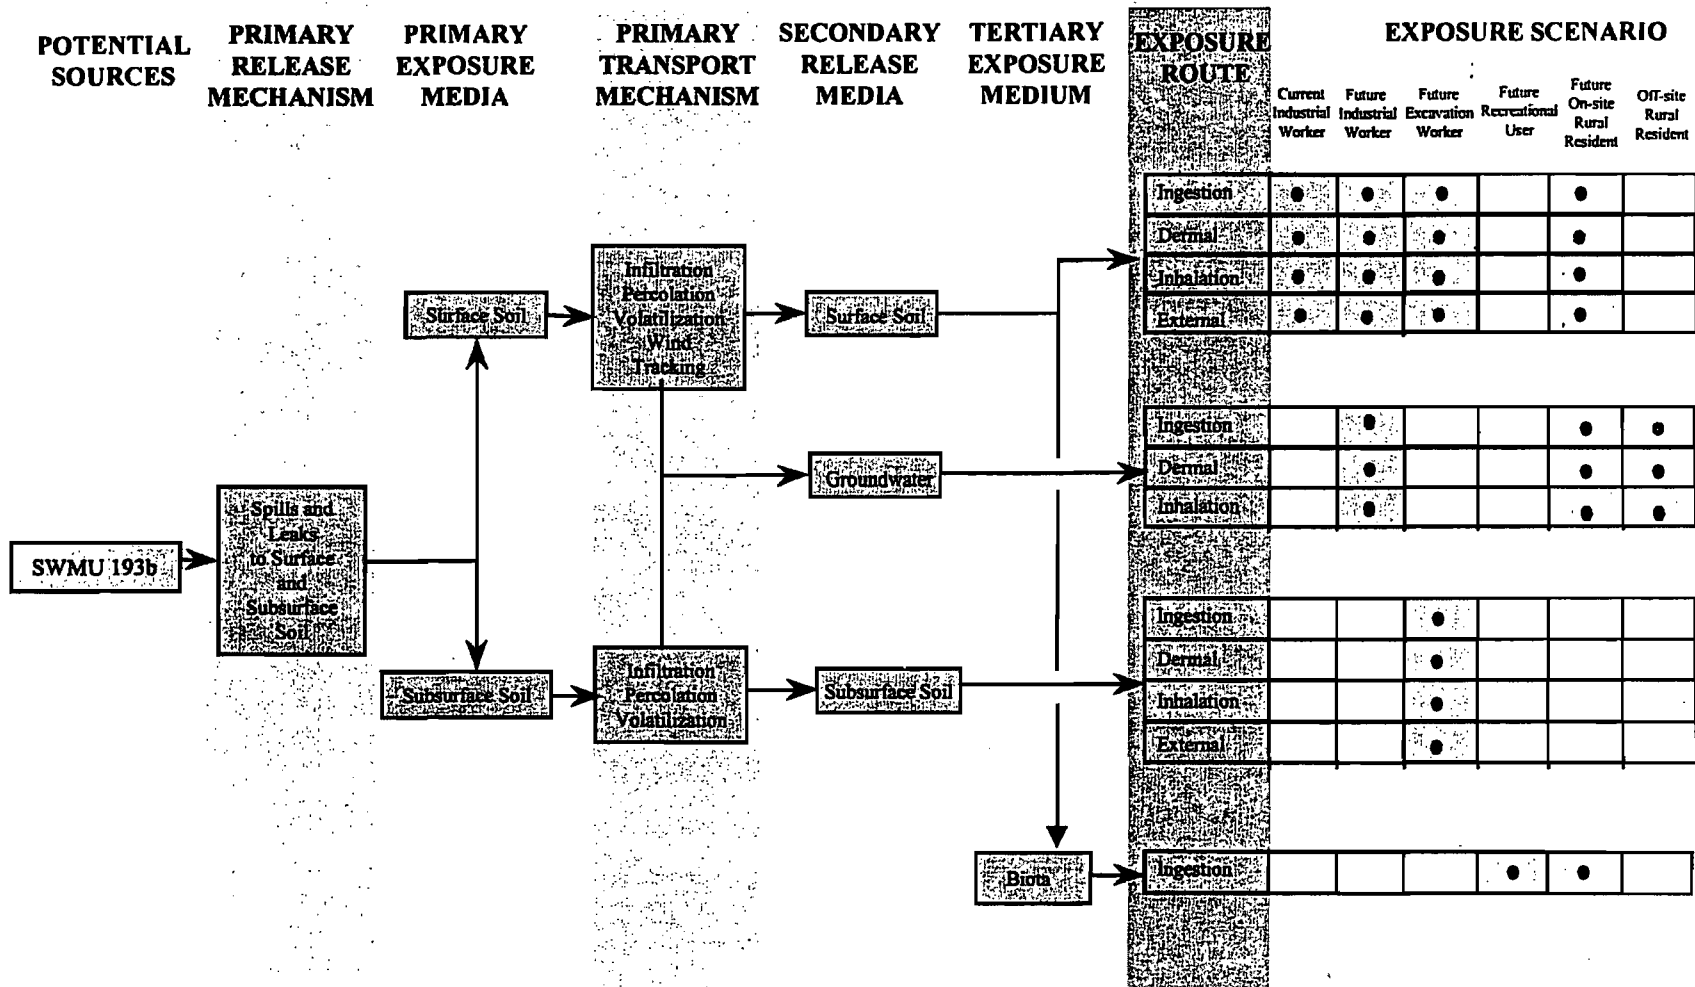 POTENTIAL
SOURCES
PRIMARY
RELEASE
MECHANISM
PRIMARY
EXPOSURE
MEDIA
PRIMARY
TRANSPORT
MECHANISM
SECONDARY
RELEASE
MEDIA
TERTIARY
EXPOSURE
MEDIUM
EXPOSURE
ROUTE
EXPOSURE SCENARIO
Current
Industrial
Worker
Future
Industrial
Worker
Future
Excavation
Worker
Future
Recreational
User
Future
On-site
Rural
Resident
Off-site
Rural
Resident
SWMU 193b
Spills and
Leaks
to Surface
and
Subsurface
Soil
Surface Soil
Subsurface Soil
Infiltration
Percolation
Volatilization
Wind
Tracking
Infiltration
Percolation
Volatilization
Surface Soil
Groundwater
Subsurface Soil
Biota
Ingestion
Dermal
Inhalation
External
Ingestion
Dermal
Inhalation
Ingestion
Dermal
Inhalation
External
Ingestion